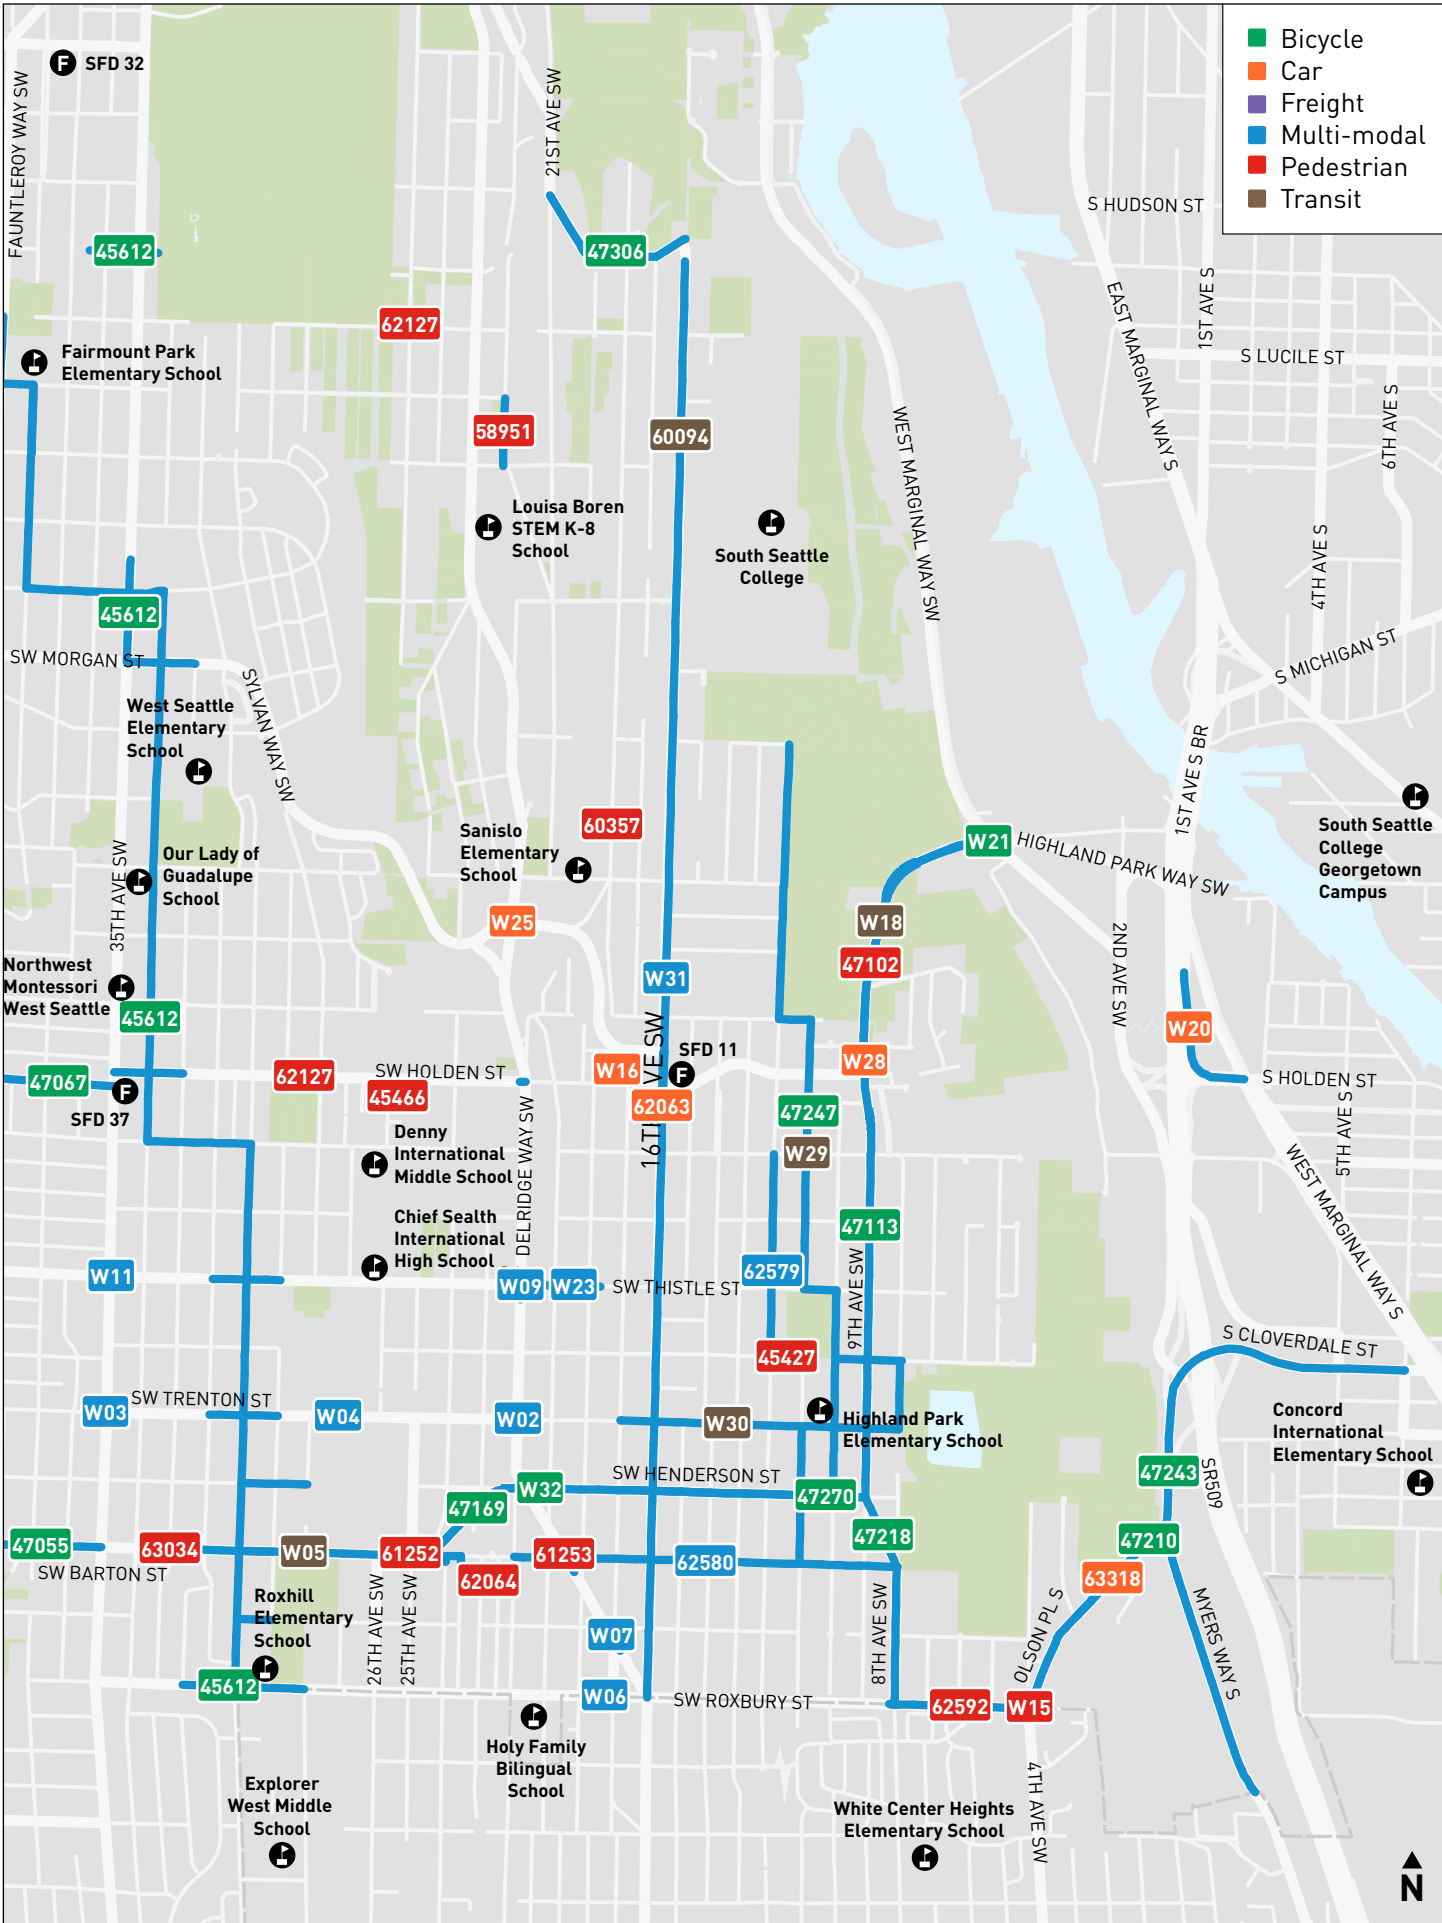 Bicycle
Car
Freight
Multi-modal
Pedestrian
Transit
F SFD 32
FAUNTLEROY WAY SW
21ST AVE SW
S HUDSON ST
45612
47306
1ST AVE S
EAST MARGINAL WAY S
62127
Fairmount Park
Elementary School
S LUCILE ST
6TH AVE S
58951
60094
WEST MARGINAL WAY SW
Louisa Boren
STEM K-8
School
South Seattle
College
4TH AVE S
45612
SW MORGAN ST
S MICHIGAN ST
SYLVAN WAY SW
West Seattle
Elementary
School
1ST AVE S BR
60357
Sanislo
Elementary
School
W21
HIGHLAND PARK WAY SW
South Seattle
College
Georgetown
Campus
35TH AVE SW
Our Lady of
Guadalupe
School
W25
W18
2ND AVE SW
47102
Northwest
Montessori
West Seattle
W31
45612
W20
16TH AVE SW
SFD 11
W28
W16
62127
SW HOLDEN ST
47067
F
F
S HOLDEN ST
45466
62063
47247
SFD 37
5TH AVE S
DELRIDGE WAY SW
Denny
International
Middle School
W29
WEST MARGINAL WAY S
Chief Sealth
International
High School
47113
W11
62579
W09
W23
SW THISTLE ST
9TH AVE SW
S CLOVERDALE ST
45427
SW TRENTON ST
W03
W04
W02
W30
Highland Park
Elementary School
Concord
International
Elementary School
SW HENDERSON ST
47243
SR509
W32
47270
47169
47218
47055
63034
W05
61252
61253
62580
47210
SW BARTON ST
62064
63318
Roxhill
Elementary
School
26TH AVE SW
25TH AVE SW
8TH AVE SW
OLSON PL S
MYERS WAY S
W07
45612
W06
SW ROXBURY ST
62592
W15
Holy Family
Bilingual
School
4TH AVE SW
Explorer
West Middle
School
White Center Heights
Elementary School
N